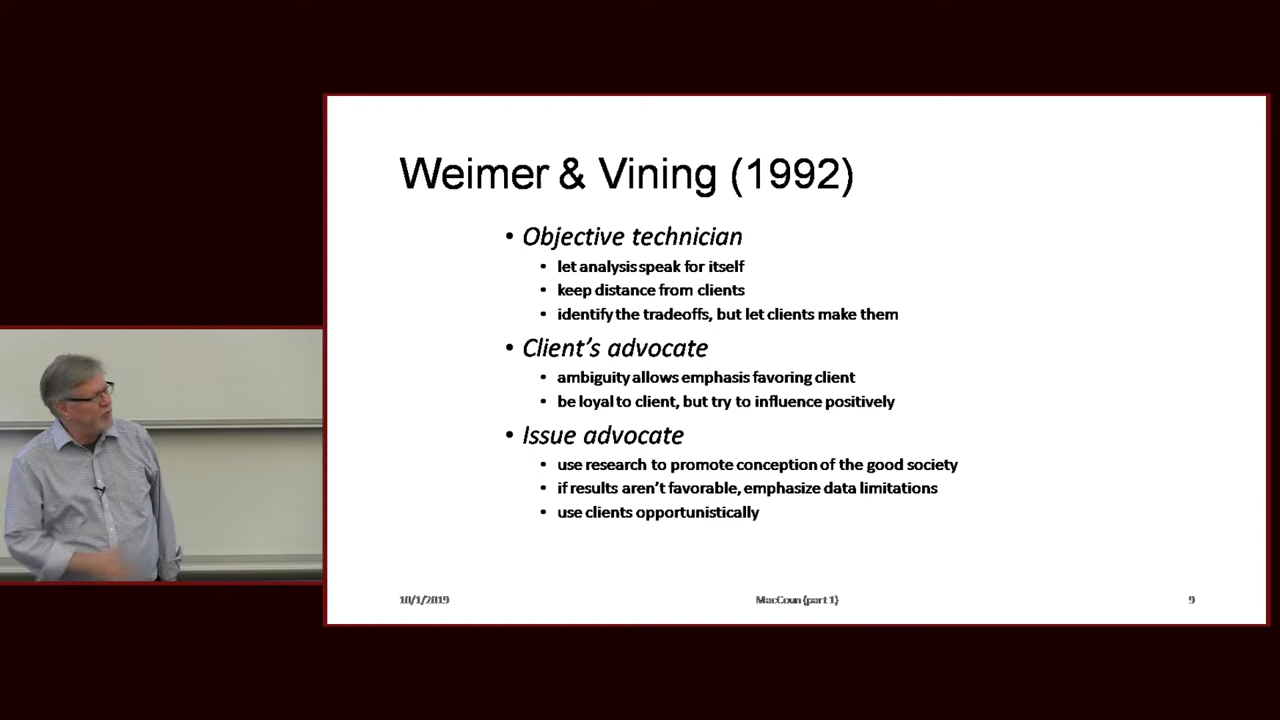 Weimer & Vining (1992)
• Objective technician
• let analysis speak for itself
• keep distance from clients
• identify the tradeoffs, but let clients make them
• Client's advocate
• ambiguity allows emphasis favoring client
• be loyal to client, but try to influence positively
• Issue advocate
• use research to promote conception of the good society
• if results aren't favorable, emphasize data limitations
• use clients opportunistically
10/1/2019
MacCoun (part 1)
9